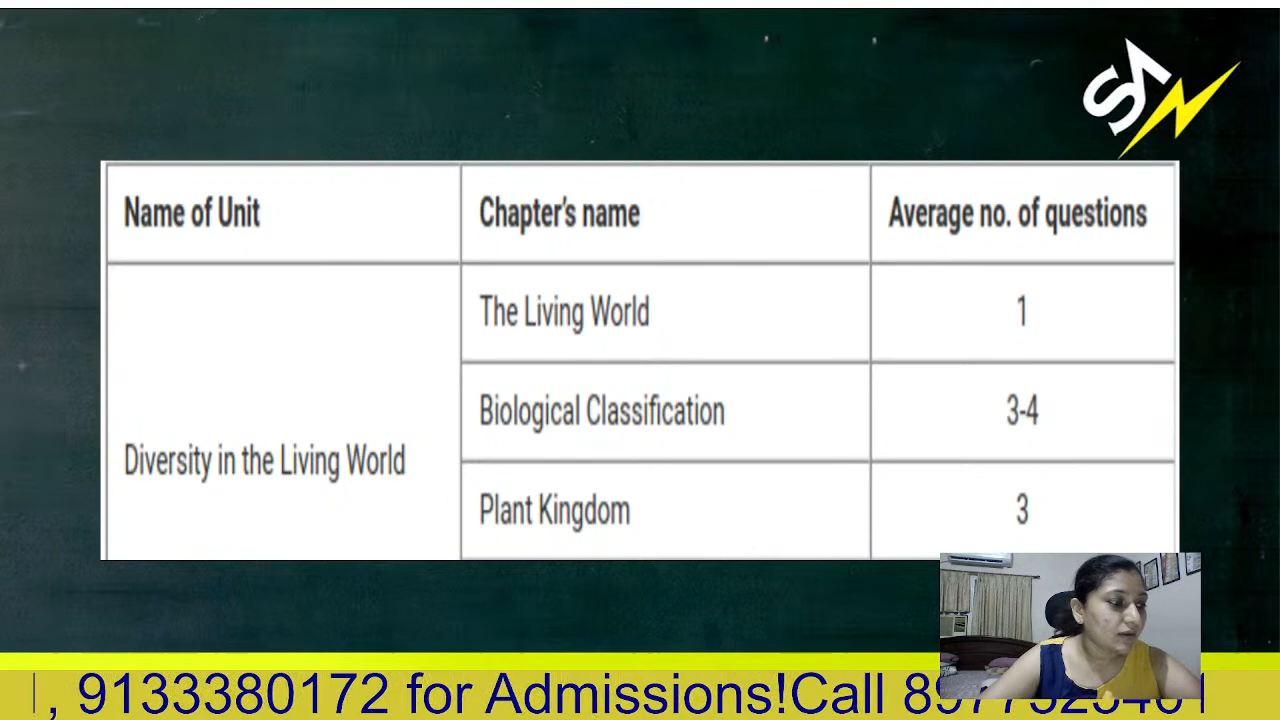 SAN
Name of Unit Chapter's name Average no. of questions
The Living World 1
Biological Classification 3-4
Diversity in the Living World
Plant Kingdom 3
, 9133380172 for Admissions!Call